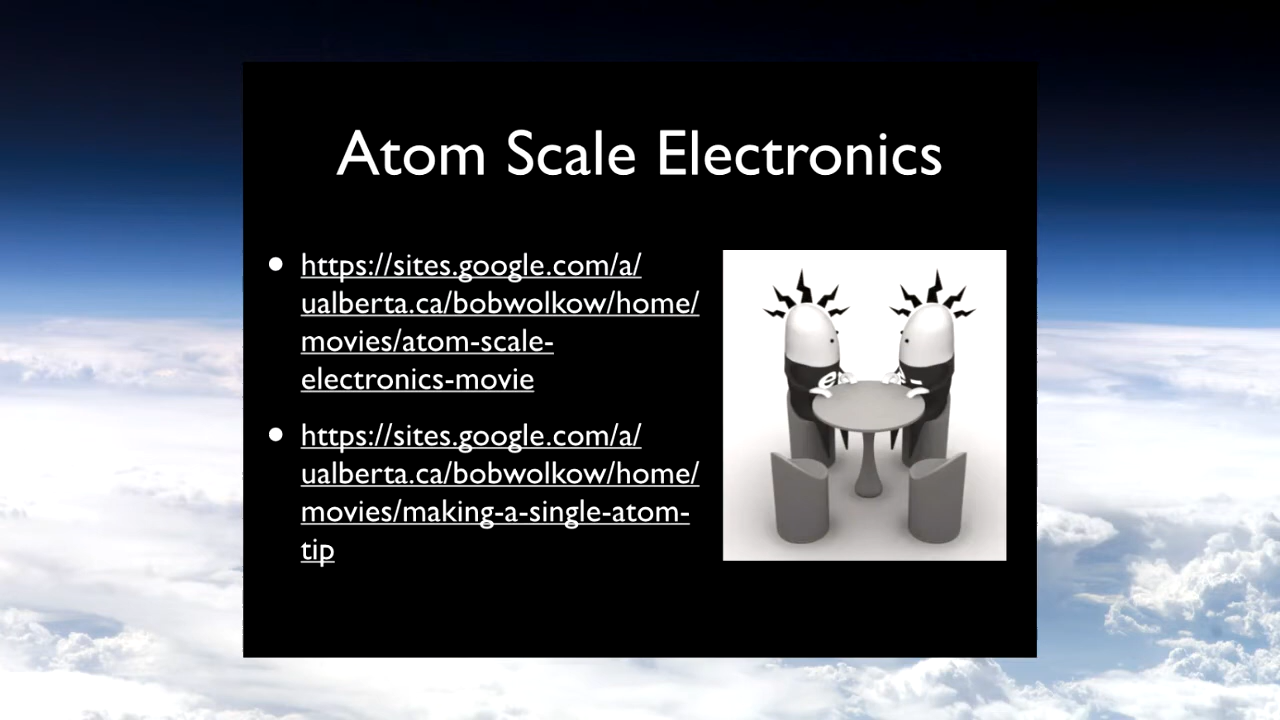 Atom Scale Electronics
• https://sites.google.com/a/
ualberta.ca/bobwolkow/home/
movies/atom-scale-
electronics-movie
• https://sites.google.com/a/
ualberta.ca/bobwolkow/home/
movies/making-a-single-atom-
tip
e-
e-